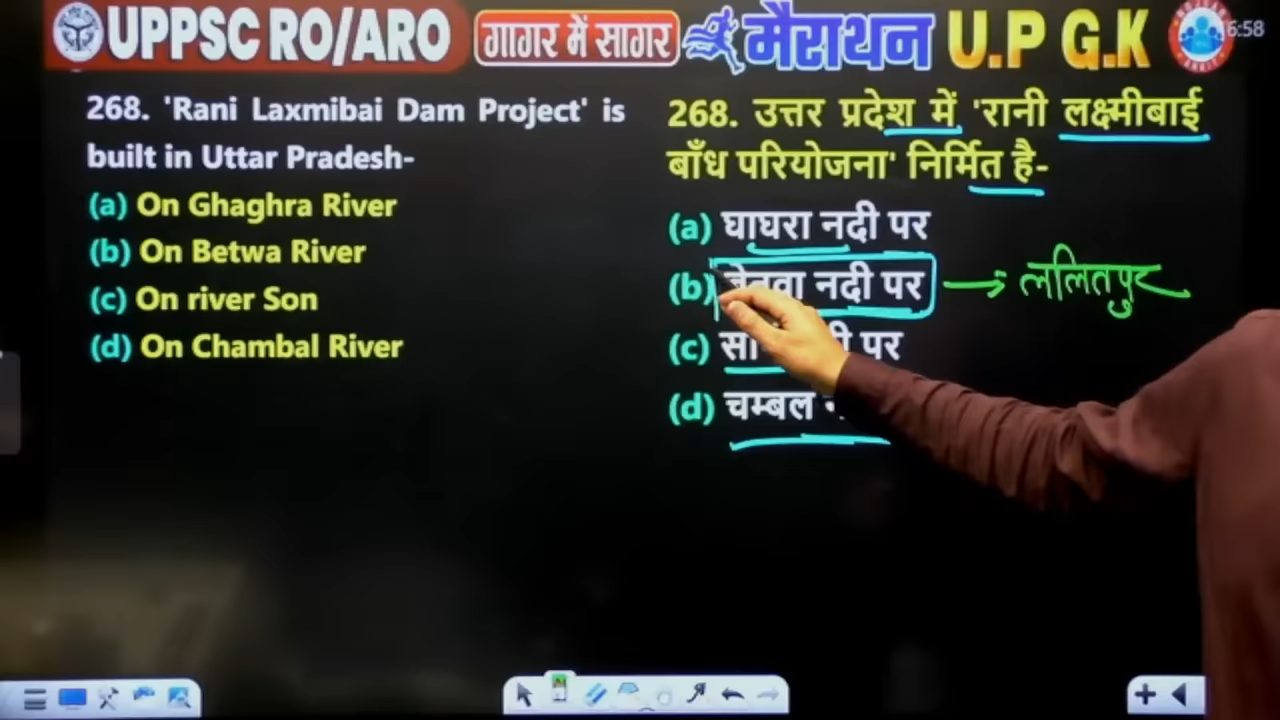 UPPSC RO/ARO गागर में सागर मैराथन U.P G.K
6:58
268. 'Rani Laxmibai Dam Project' is
built in Uttar Pradesh-
(a) On Ghaghra River
(b) On Betwa River
(c) On river Son
(d) On Chambal River
268. उत्तर प्रदेश में 'रानी लक्ष्मीबाई
बाँध परियोजना' निर्मित है-
(a) घाघरा नदी पर
(b) बेतवा नदी पर → ललितपुर
(c) पर
(d) चम्बल